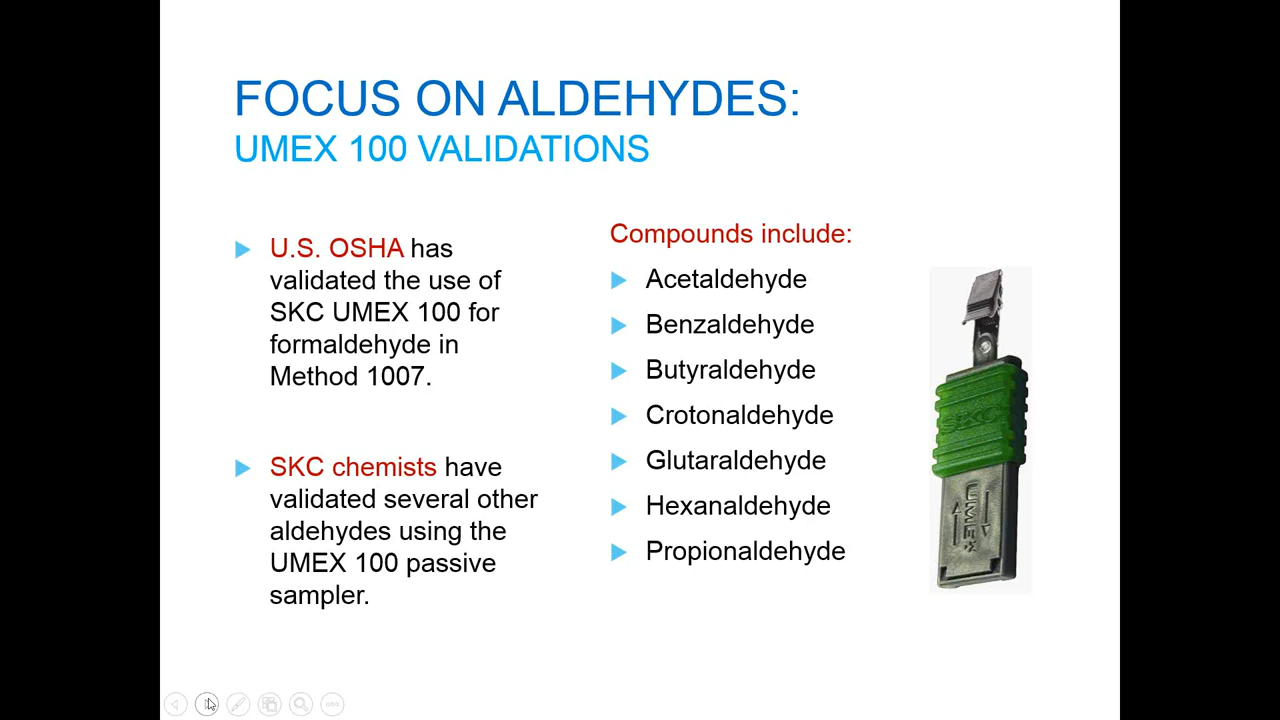 FOCUS ON ALDEHYDES:
UMEX 100 VALIDATIONS
U.S. OSHA has
validated the use of
SKC UMEX 100 for
formaldehyde in
Method 1007.
SKC chemists have
validated several other
aldehydes using the
UMEX 100 passive
sampler.
Compounds include:
Acetaldehyde
Benzaldehyde
Butyraldehyde
Crotonaldehyde
Glutaraldehyde
Hexanaldehyde
Propionaldehyde
SKC
UMEX